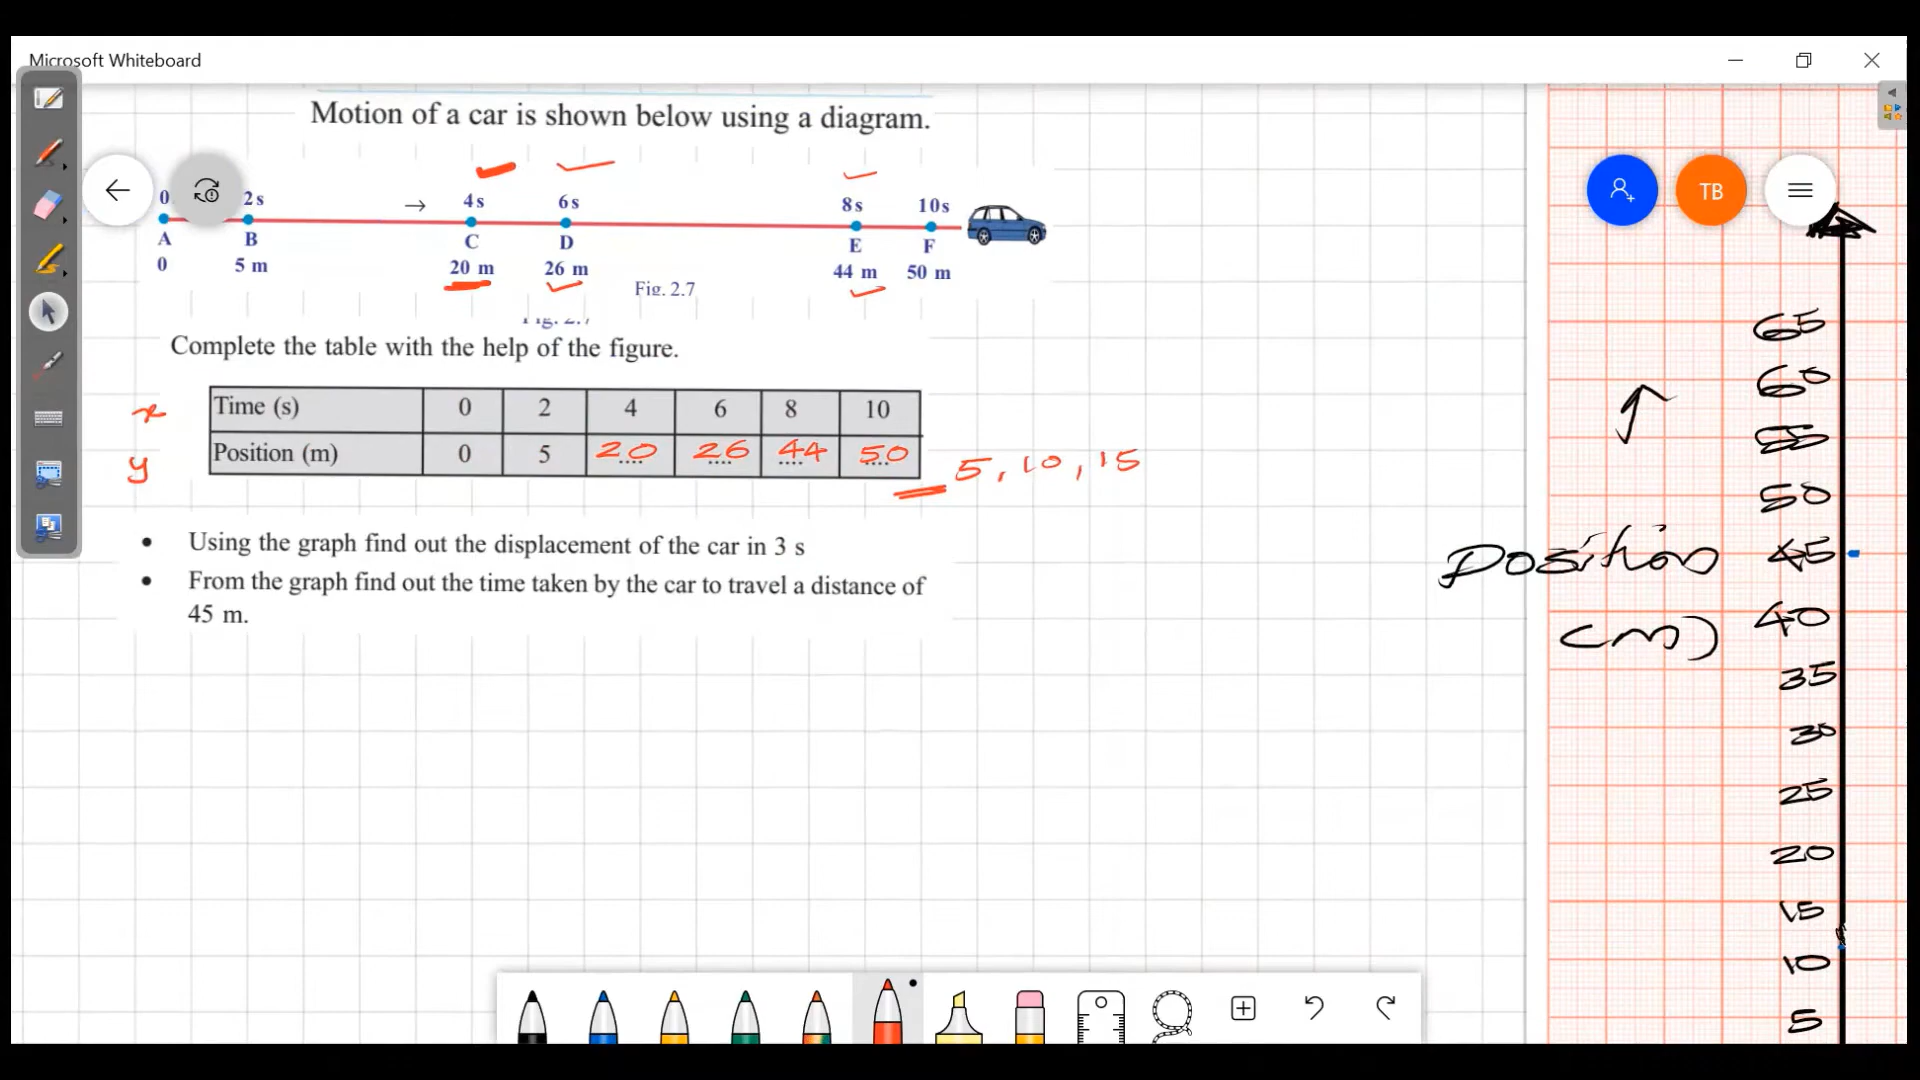 Microsoft Whiteboard
Motion of a car is shown below using a diagram.
0 2 s → 4 s 6 s 8 s 10 s
A B C D E F
0 5 m 20 m 26 m 44 m 50 m
Fig. 2.7
Complete the table with the help of the figure.
x Time (s) 0 2 4 6 8 10
y Position (m) 0 5 20 26 44 50
5, 10, 15
• Using the graph find out the displacement of the car in 3 s
• From the graph find out the time taken by the car to travel a distance of
45 m.
TB
65
60
55
50
Position 45
(m) 40
35
30
25
20
15
10
5